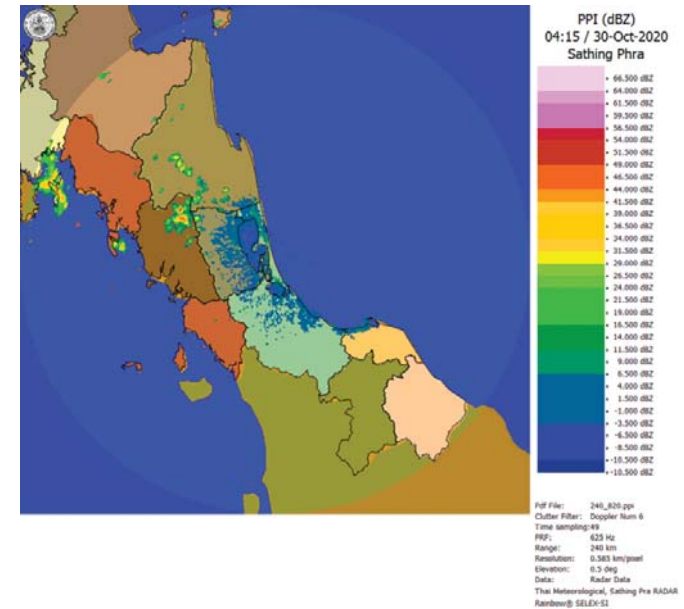 PPI (dBZ)
04:15 / 30-Oct-2020
Sathing Phra
66.500 dBZ
64.000 dBZ
61.500 dBZ
59.500 dBZ
56.500 dBZ
54.000 dBZ
51.500 dBZ
49.000 dBZ
46.500 dBZ
44.000 dBZ
41.500 dBZ
39.000 dBZ
36.500 dBZ
34.000 dBZ
31.500 dBZ
29.000 dBZ
26.500 dBZ
24.000 dBZ
21.500 dBZ
19.000 dBZ
16.500 dBZ
14.000 dBZ
11.500 dBZ
9.000 dBZ
6.500 dBZ
4.000 dBZ
1.500 dBZ
-1.000 dBZ
-3.500 dBZ
-6.500 dBZ
-8.500 dBZ
-10.500 dBZ
-10.500 dBZ
Pdf File: 240_820.ppi
Clutter Filter: Doppler Num 6
Time sampling:49
PRF: 625 Hz
Range: 240 km
Resolution: 0.585 km/pixel
Elevation: 0.5 deg
Data: Radar Data
Thai Meteorological, Sathing Pra RADAR
Rainbow® SELEX-SI